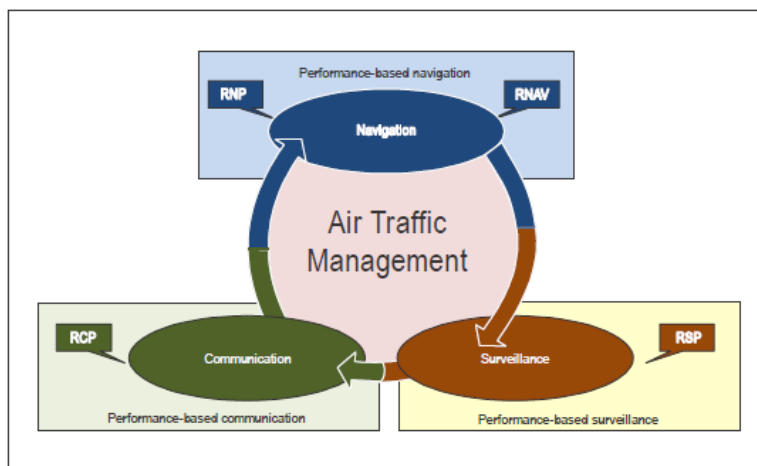 Performance-based navigation
RNP
RNAV
Navigation
Air Traffic
Management
RCP
RSP
Communication
Surveillance
Performance-based communication
Performance-based surveillance